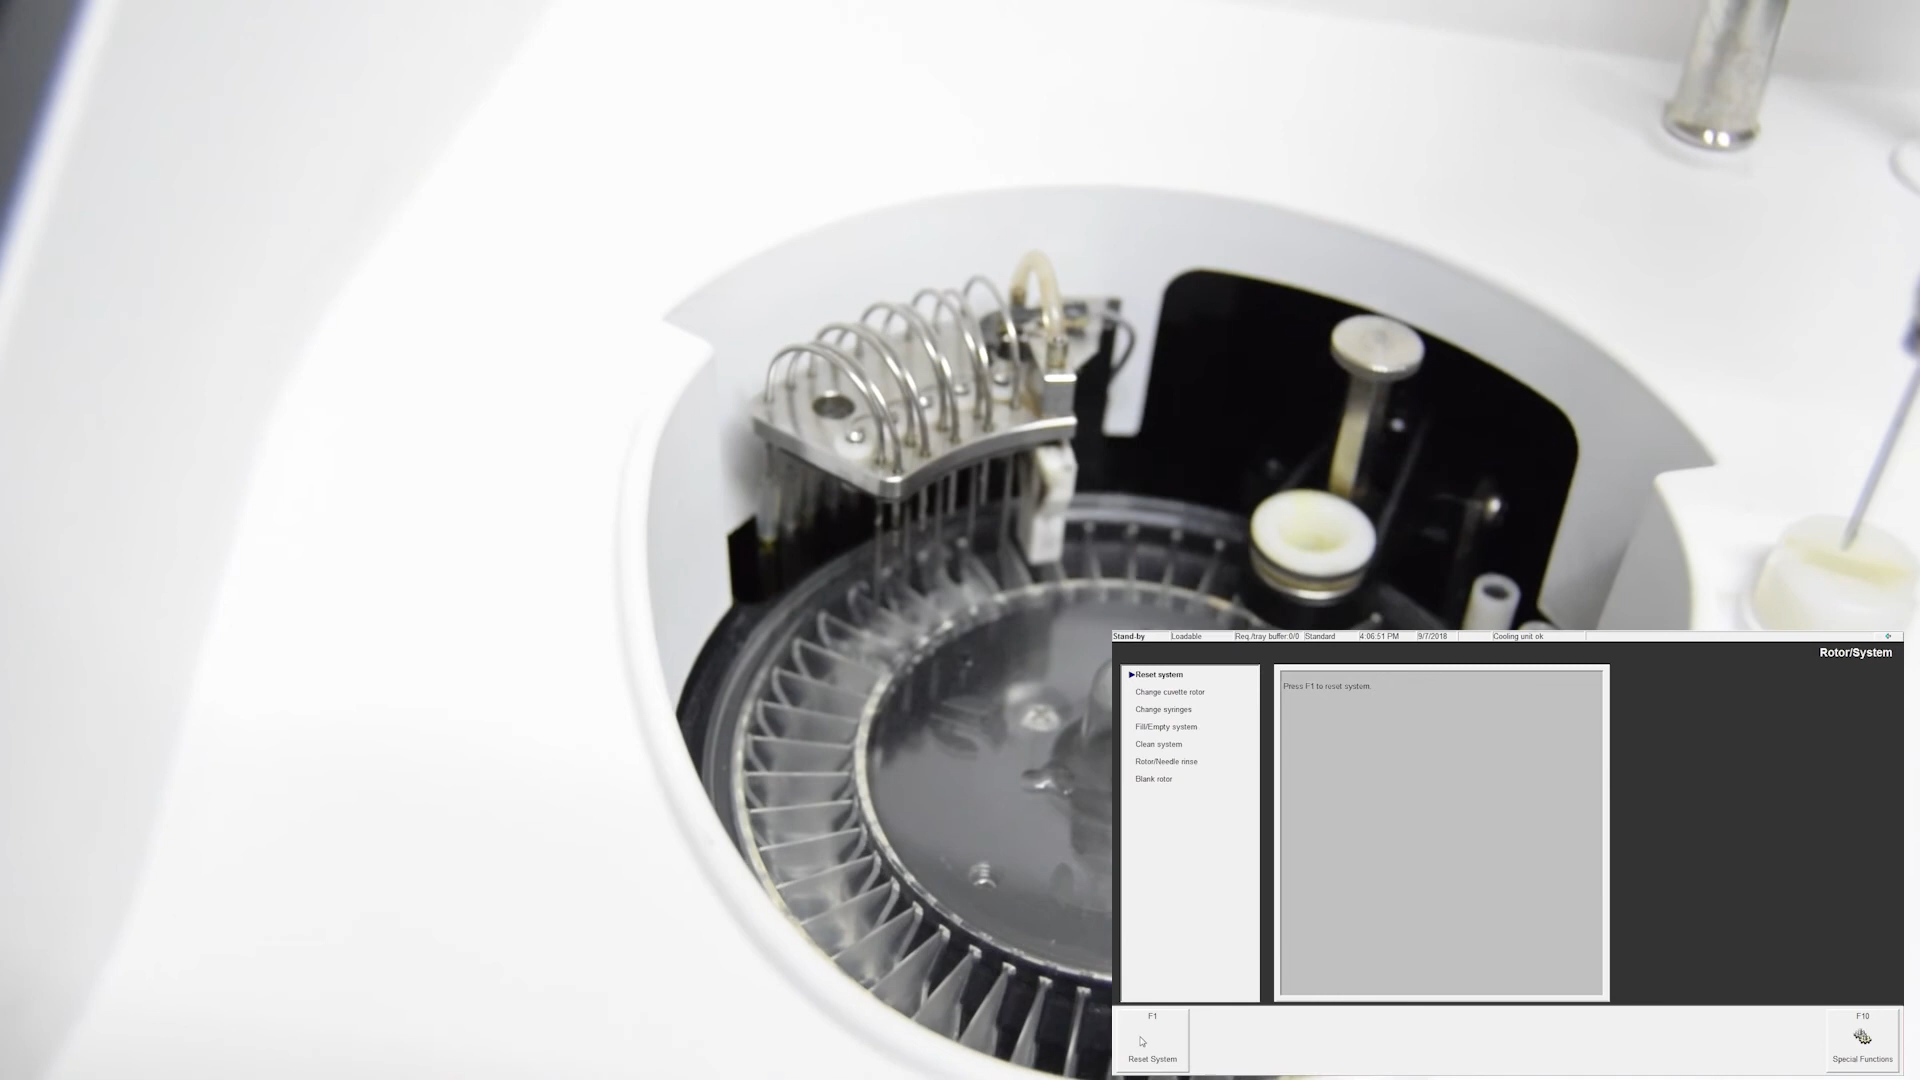 Stand-by Loadable Req./tray buffer:0/0 Standard 4:06:51 PM 9/7/2018 Cooling unit ok
Rotor/System
Reset system
Change cuvette rotor
Change syringes
Fill/Empty system
Clean system
Rotor/Needle rinse
Blank rotor
Press F1 to reset system.
F1
Reset System
F10
Special Functions